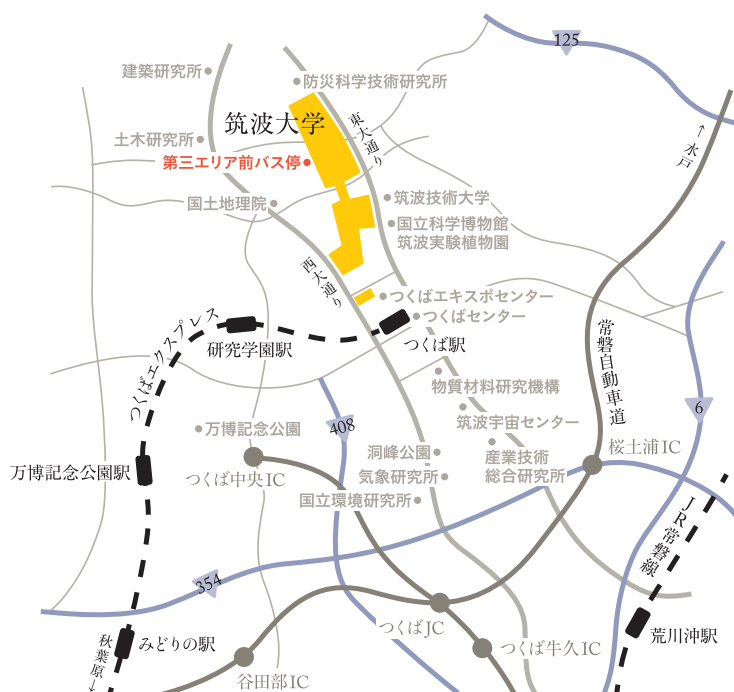 125
建築研究所
防災科学技術研究所
筑波大学
東大通り
←水戸
土木研究所
第三エリア前バス停
国土地理院
筑波技術大学
国立科学博物館
筑波実験植物園
西大通り
つくばエキスポセンター
つくばセンター
つくばエクスプレス
研究学園駅
つくば駅
常磐自動車道
物質材料研究機構
6
筑波宇宙センター
万博記念公園
408
桜土浦IC
洞峰公園
産業技術
総合研究所
万博記念公園駅
つくば中央IC
気象研究所
国立環境研究所
JR常磐線
354
つくばJC
荒川沖駅
みどりの駅
秋葉原→
つくば牛久IC
谷田部IC